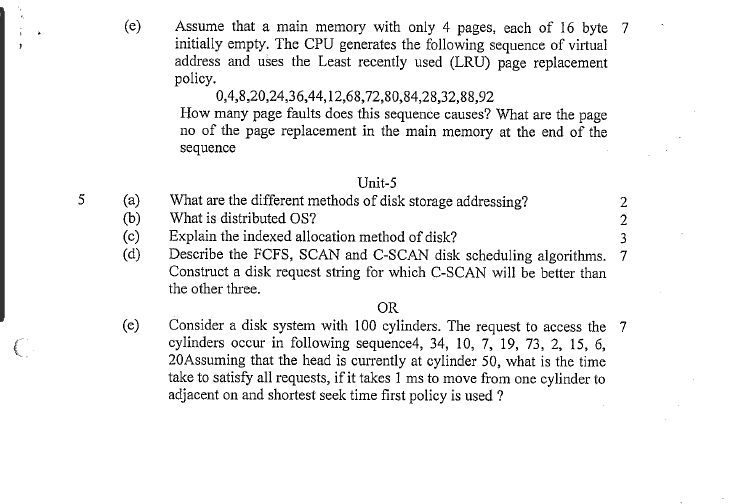 (e) Assume that a main memory with only 4 pages, each of 16 byte 7
initially empty. The CPU generates the following sequence of virtual
address and uses the Least recently used (LRU) page replacement
policy.
0,4,8,20,24,36,44,12,68,72,80,84,28,32,88,92
How many page faults does this sequence causes? What are the page
no of the page replacement in the main memory at the end of the
sequence
Unit-5
5 (a) What are the different methods of disk storage addressing? 2
(b) What is distributed OS? 2
(c) Explain the indexed allocation method of disk? 3
(d) Describe the FCFS, SCAN and C-SCAN disk scheduling algorithms. 7
Construct a disk request string for which C-SCAN will be better than
the other three.
OR
(e) Consider a disk system with 100 cylinders. The request to access the 7
cylinders occur in following sequence4, 34, 10, 7, 19, 73, 2, 15, 6,
20Assuming that the head is currently at cylinder 50, what is the time
take to satisfy all requests, if it takes 1 ms to move from one cylinder to
adjacent on and shortest seek time first policy is used ?